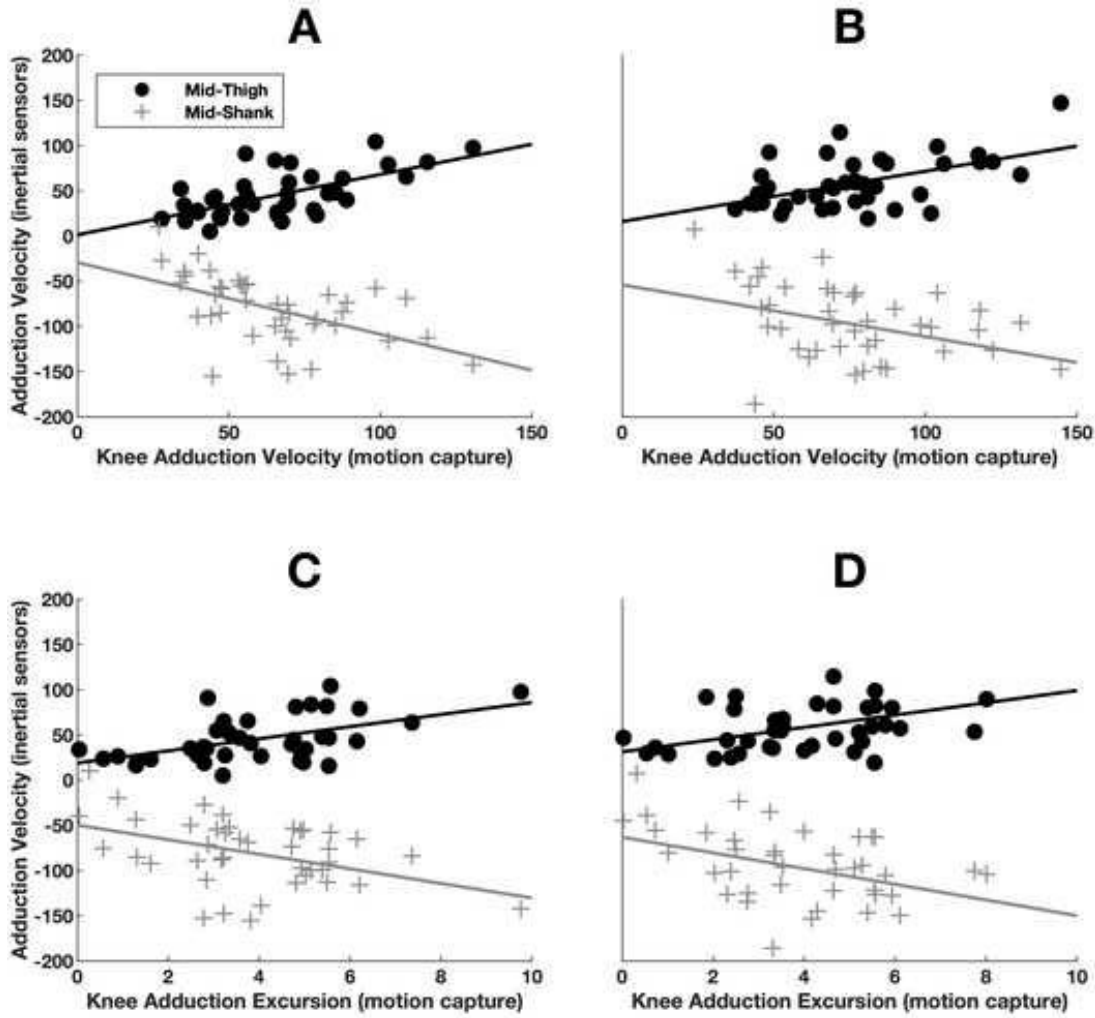 A
B
Adduction Velocity (inertial sensors)
200
150
100
50
0
-50
-100
-150
-200
Mid-Thigh
Mid-Shank
0 50 100 150
0 50 100 150
Knee Adduction Velocity (motion capture)
Knee Adduction Velocity (motion capture)
C
D
Adduction Velocity (inertial sensors)
200
150
100
50
0
-50
-100
-150
-200
0 2 4 6 8 10
0 2 4 6 8 10
Knee Adduction Excursion (motion capture)
Knee Adduction Excursion (motion capture)